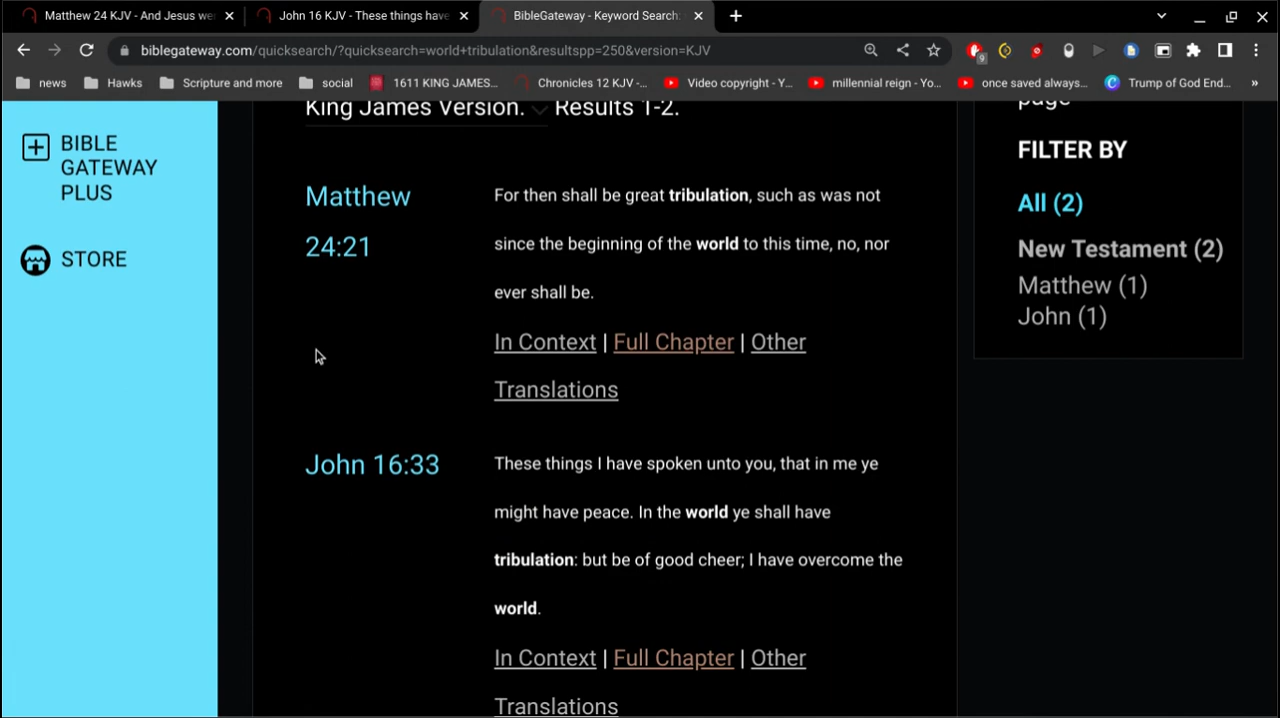 Matthew 24 KJV - And Jesus we
John 16 KJV - These things have
BibleGateway - Keyword Search:
biblegateway.com/quicksearch/?quicksearch=world+tribulation&resultspp=250&version=KJV
9
news
Hawks
Scripture and more
social
1611 KING JAMES...
Chronicles 12 KJV -...
Video copyright - Y...
millennial reign - Yo...
once saved always...
Trump of God End...
»
BIBLE
GATEWAY
PLUS
STORE
King James Version. Results 1-2.
Matthew
24:21
For then shall be great tribulation, such as was not
since the beginning of the world to this time, no, nor
ever shall be.
In Context | Full Chapter | Other
Translations
John 16:33
These things I have spoken unto you, that in me ye
might have peace. In the world ye shall have
tribulation: but be of good cheer; I have overcome the
world.
In Context | Full Chapter | Other
Translations
page
FILTER BY
All (2)
New Testament (2)
Matthew (1)
John (1)